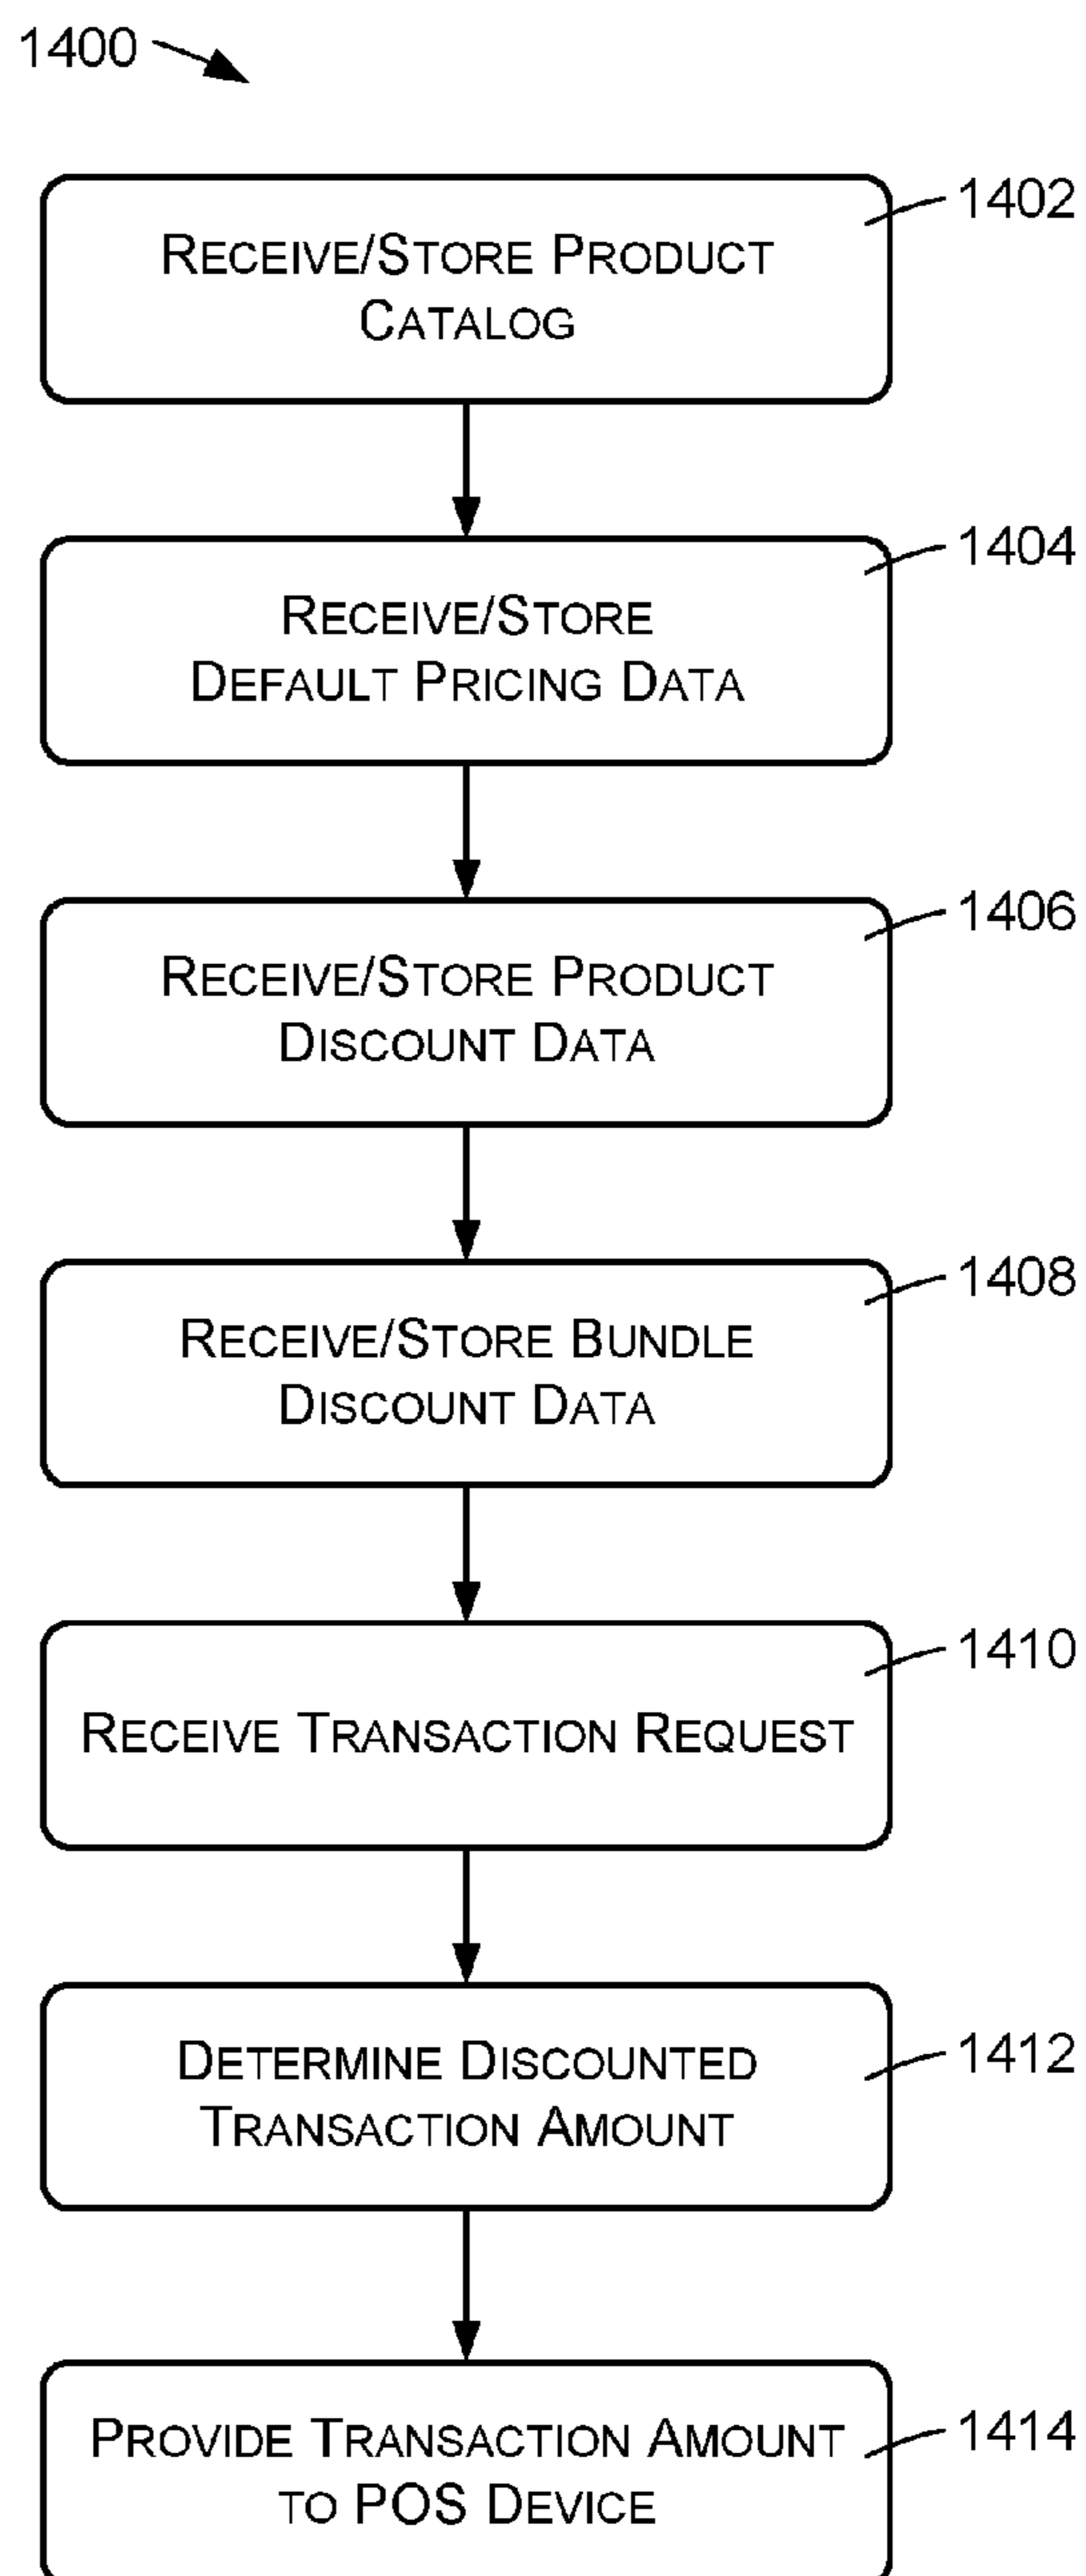 1400
RECEIVE/STORE PRODUCT
CATALOG
1402
RECEIVE/STORE
DEFAULT PRICING DATA
1404
RECEIVE/STORE PRODUCT
DISCOUNT DATA
1406
RECEIVE/STORE BUNDLE
DISCOUNT DATA
1408
RECEIVE TRANSACTION REQUEST
1410
DETERMINE DISCOUNTED
TRANSACTION AMOUNT
1412
PROVIDE TRANSACTION AMOUNT
TO POS DEVICE
1414